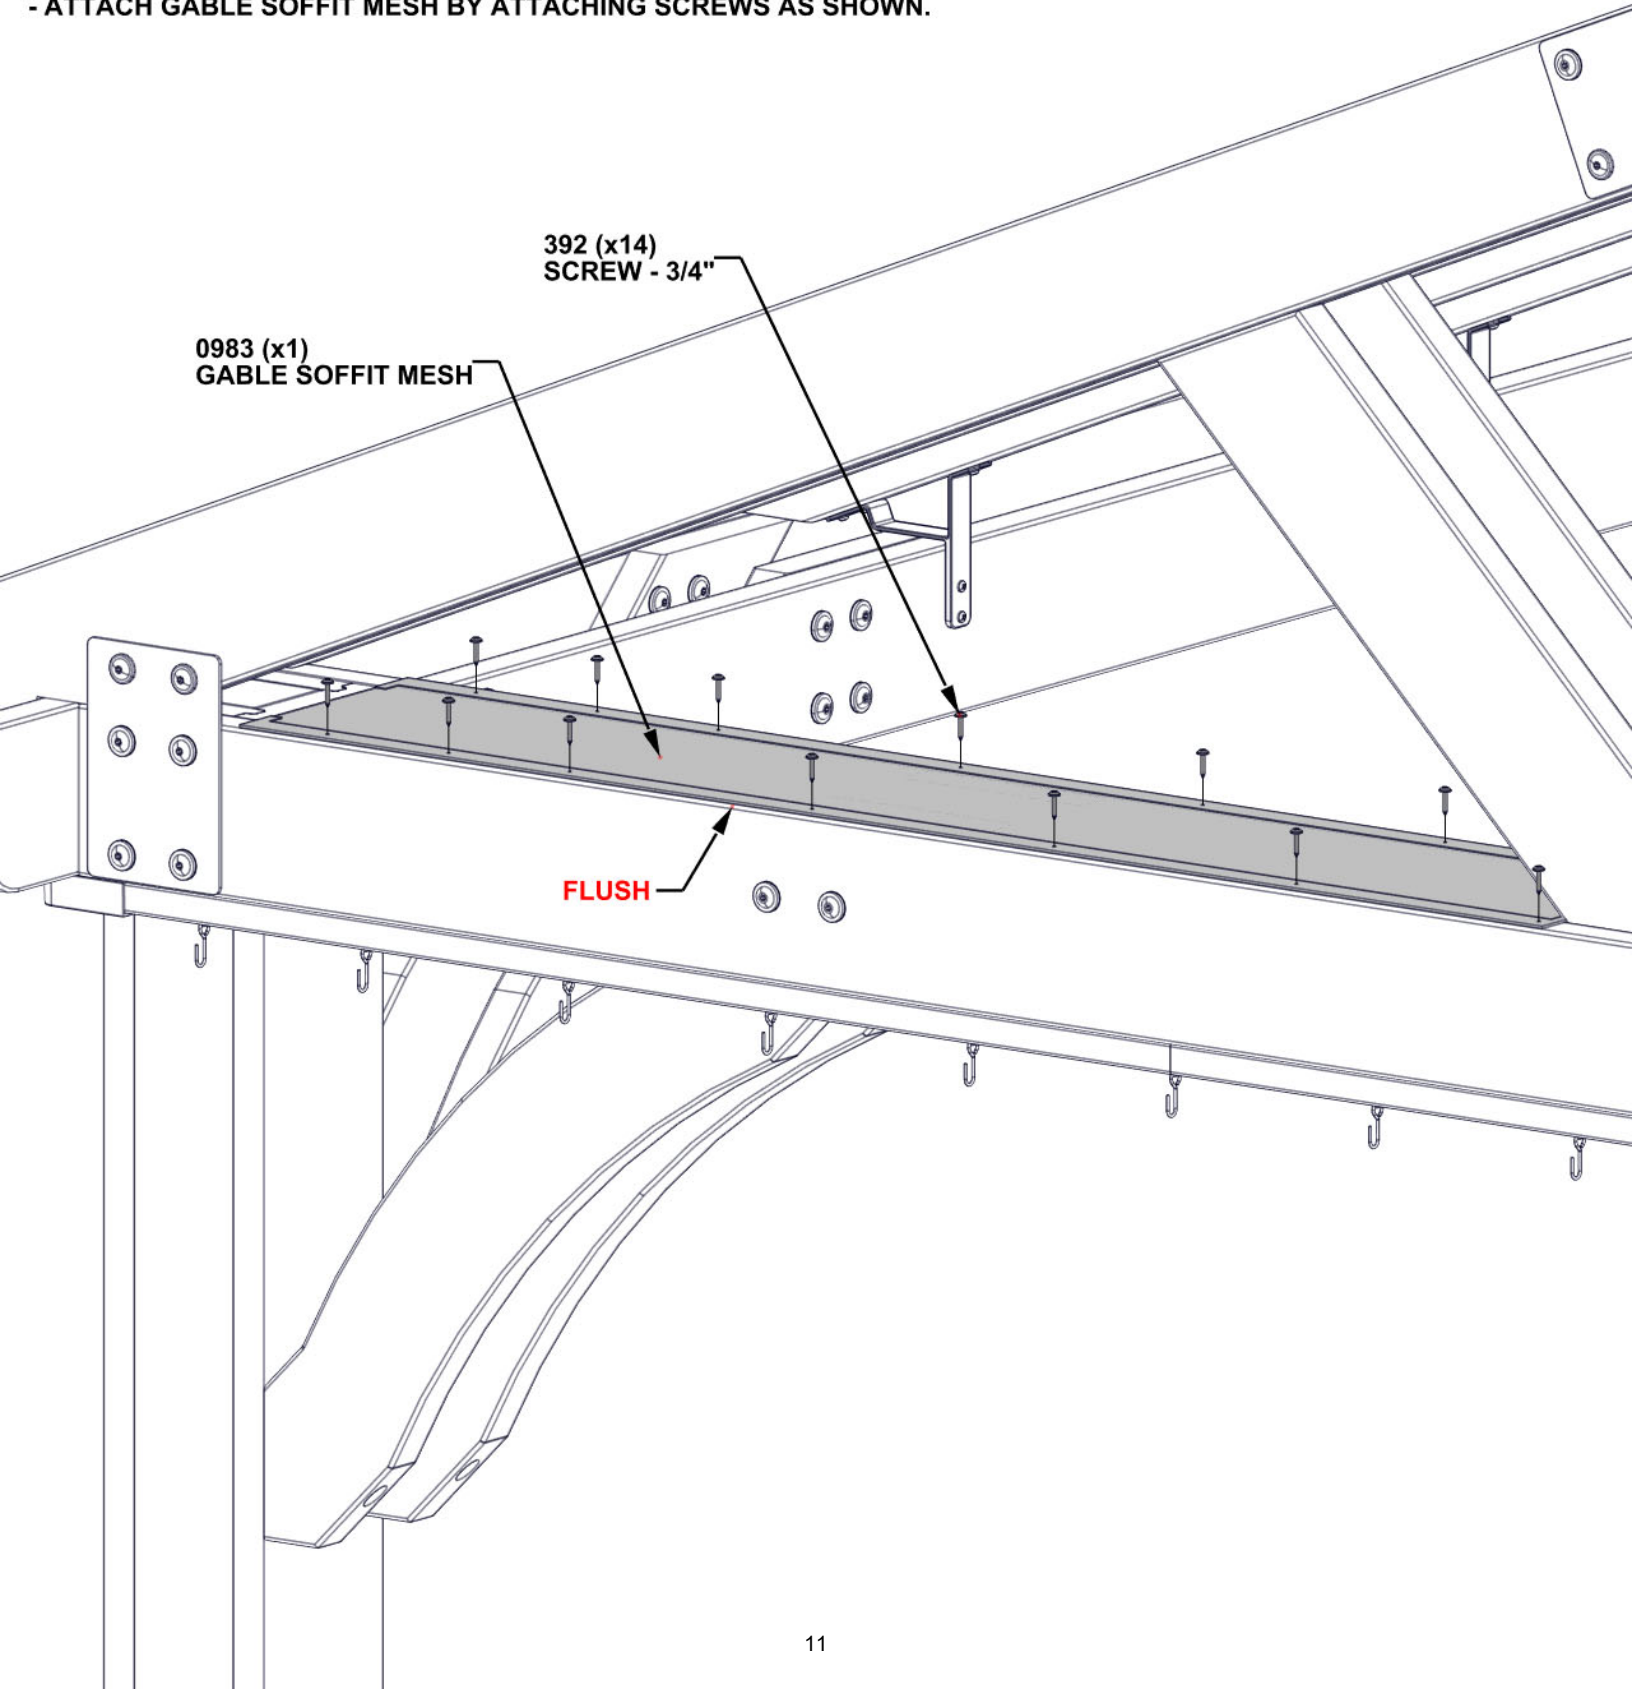 - ATTACH GABLE SOFFIT MESH BY ATTACHING SCREWS AS SHOWN.
392 (x14)
SCREW - 3/4"
0983 (x1)
GABLE SOFFIT MESH
FLUSH
11